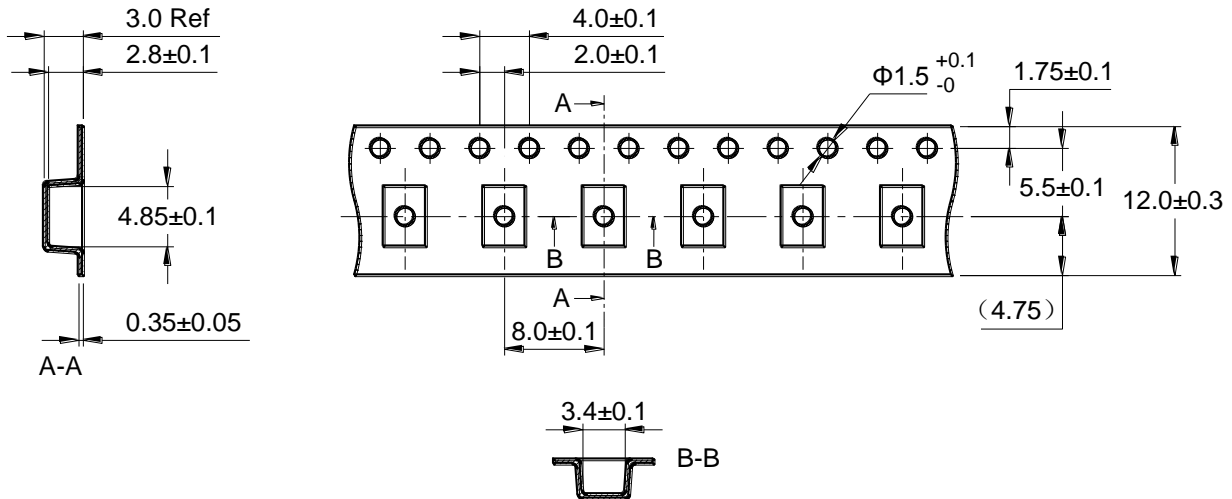 3.0 Ref
2.8±0.1
4.85±0.1
0.35±0.05
A-A
4.0±0.1
2.0±0.1
A
Φ1.5 +0.1 -0
1.75±0.1
5.5±0.1
12.0±0.3
B
B
A
8.0±0.1
（4.75）
3.4±0.1
B-B